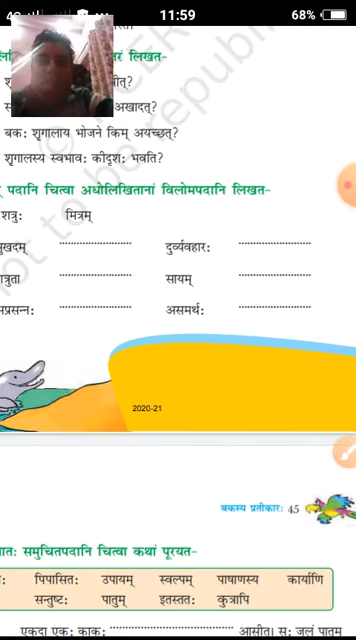 11:59
68%
तरं लिखत-
अखादत्?
बक: शृगालाय भोजने किम् अयच्छत्?
शृगालस्य स्वभाव: कीदृश: भवति?
पदानि चित्वा अधोलिखितानां विलोमपदानि लिखत-
शत्रु: मित्रम्
दुर्व्यवहार:
सायम्
असमर्थ:
2020-21
बकस्य प्रतीकार: 45
समुचितपदानि चित्वा कथां पूरयत-
पिपासित: उपायम् स्वल्पम् पाषाणस्य कार्याणि
सन्तुष्ट: पातुम् इतस्तत: कुत्रापि
एकदा एक: काक: आसीत्। स: जलं पातुम्